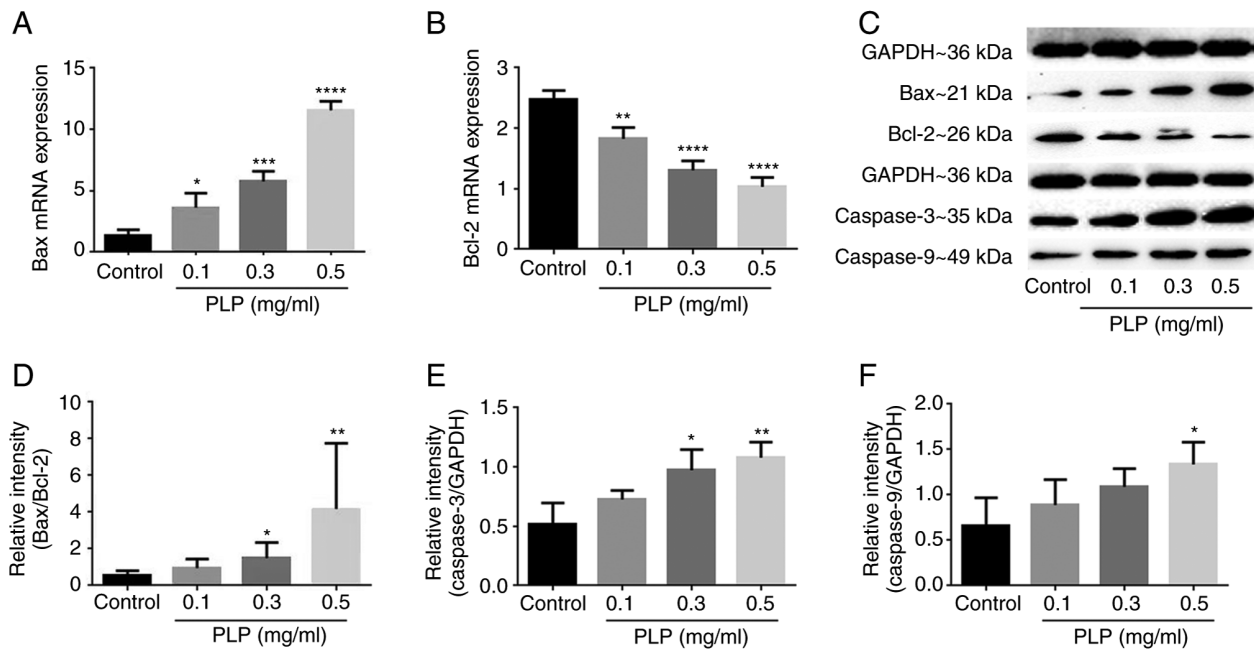 A
Bax mRNA expression
15
10
5
0
*
***
****
Control 0.1 0.3 0.5
PLP (mg/ml)
B
Bcl-2 mRNA expression
3
2
1
0
**
****
****
Control 0.1 0.3 0.5
PLP (mg/ml)
C
GAPDH~36 kDa
Bax~21 kDa
Bcl-2~26 kDa
GAPDH~36 kDa
Caspase-3~35 kDa
Caspase-9~49 kDa
Control 0.1 0.3 0.5
PLP (mg/ml)
D
Relative intensity
(Bax/Bcl-2)
10
8
6
4
2
0
*
**
Control 0.1 0.3 0.5
PLP (mg/ml)
E
Relative intensity
(caspase-3/GAPDH)
1.5
1.0
0.5
0.0
*
**
Control 0.1 0.3 0.5
PLP (mg/ml)
F
Relative intensity
(caspase-9/GAPDH)
2.0
1.5
1.0
0.5
0.0
*
Control 0.1 0.3 0.5
PLP (mg/ml)